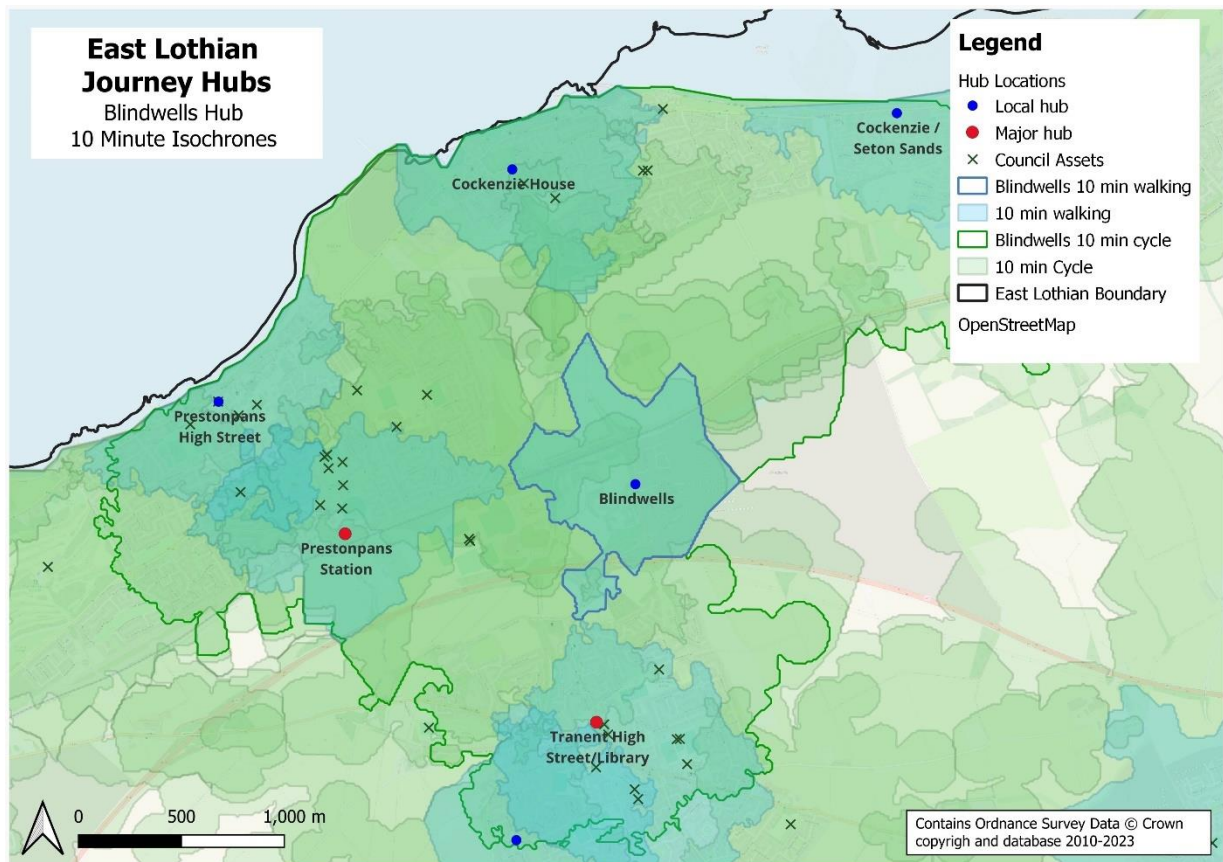 East Lothian
Journey Hubs
Blindwells Hub
10 Minute Isochrones
Legend
Hub Locations
Local hub
Major hub
Council Assets
Blindwells 10 min walking
10 min walking
Blindwells 10 min cycle
10 min Cycle
East Lothian Boundary
OpenStreetMap
Cockenzie /
Seton Sands
Cockenzie House
Prestonpans
High Street
Blindwells
Prestonpans
Station
Tranent High
Street/Library
0 500 1,000 m
Contains Ordnance Survey Data © Crown
copyrigh and database 2010-2023